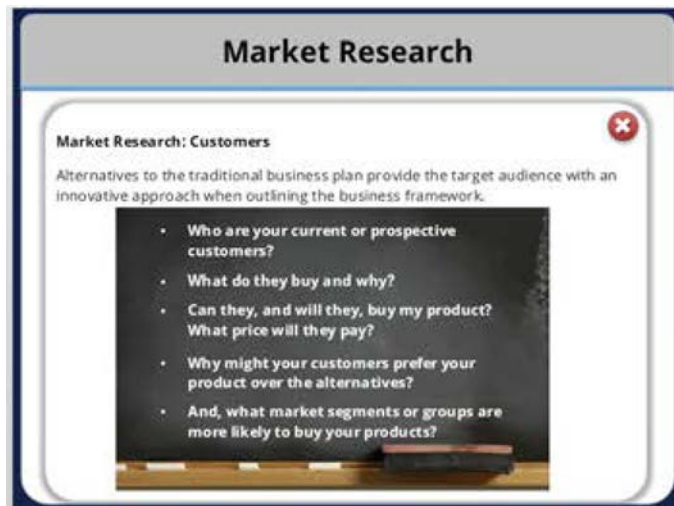 Market Research
Market Research: Customers
Alternatives to the traditional business plan provide the target audience with an
innovative approach when outlining the business framework.
• Who are your current or prospective
customers?
• What do they buy and why?
• Can they, and will they, buy my product?
What price will they pay?
• Why might your customers prefer your
product over the alternatives?
• And, what market segments or groups are
more likely to buy your products?